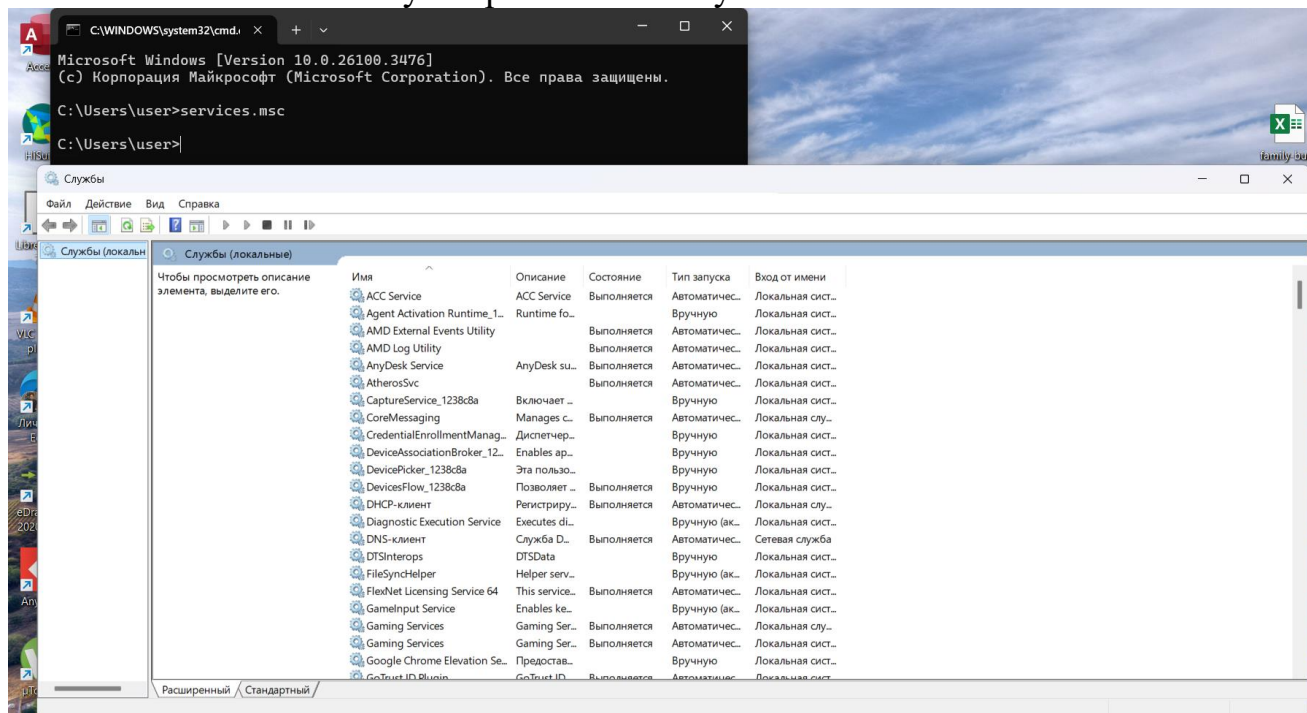 C:\WINDOWS\system32\cmd.
Microsoft Windows [Version 10.0.26100.3476]
(c) Корпорация Майкрософт (Microsoft Corporation). Все права защищены.
C:\Users\user>services.msc
C:\Users\user>
family-bu
Службы
Файл Действие Вид Справка
Службы (локальн
Службы (локальные)
Чтобы просмотреть описание
элемента, выделите его.
Имя Описание Состояние Тип запуска Вход от имени
ACC Service ACC Service Выполняется Автоматичес... Локальная сист...
Agent Activation Runtime_1... Runtime fo... Вручную Локальная сист...
AMD External Events Utility Выполняется Автоматичес... Локальная сист...
AMD Log Utility Выполняется Автоматичес... Локальная сист...
AnyDesk Service AnyDesk su... Выполняется Автоматичес... Локальная сист...
AtherosSvc Выполняется Автоматичес... Локальная сист...
CaptureService_1238c8a Включает ... Вручную Локальная сист...
CoreMessaging Manages c... Выполняется Автоматичес... Локальная слу...
CredentialEnrollmentManag... Диспетчер... Вручную Локальная сист...
DeviceAssociationBroker_12... Enables ap... Вручную Локальная сист...
DevicePicker_1238c8a Эта пользо... Вручную Локальная сист...
DevicesFlow_1238c8a Позволяет ... Выполняется Вручную Локальная сист...
DHCP-клиент Регистриру... Выполняется Автоматичес... Локальная слу...
Diagnostic Execution Service Executes di... Вручную (ак... Локальная сист...
DNS-клиент Служба D... Выполняется Автоматичес... Сетевая служба
DTSInterops DTSData Вручную Локальная сист...
FileSyncHelper Helper serv... Вручную (ак... Локальная сист...
FlexNet Licensing Service 64 This service... Выполняется Автоматичес... Локальная сист...
GameInput Service Enables ke... Вручную (ак... Локальная сист...
Gaming Services Gaming Ser... Выполняется Автоматичес... Локальная слу...
Gaming Services Gaming Ser... Выполняется Автоматичес... Локальная сист...
Google Chrome Elevation Se... Предостав... Вручную Локальная сист...
GoTrust ID Plugin GoTrust ID Выполняется Автоматичес Локальная сист
Расширенный Стандартный